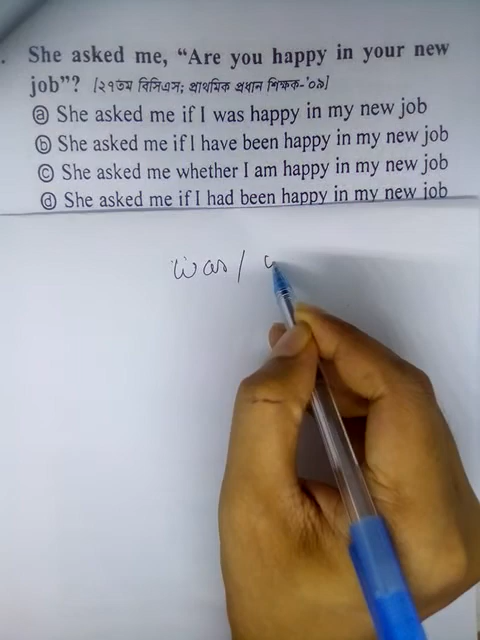 . She asked me, “Are you happy in your new
job”? [২৭তম বিসিএস; প্রাথমিক প্রধান শিক্ষক-'০৯]
ⓐ She asked me if I was happy in my new job
ⓑ She asked me if I have been happy in my new job
ⓒ She asked me whether I am happy in my new job
ⓓ She asked me if I had been happy in my new job
was/